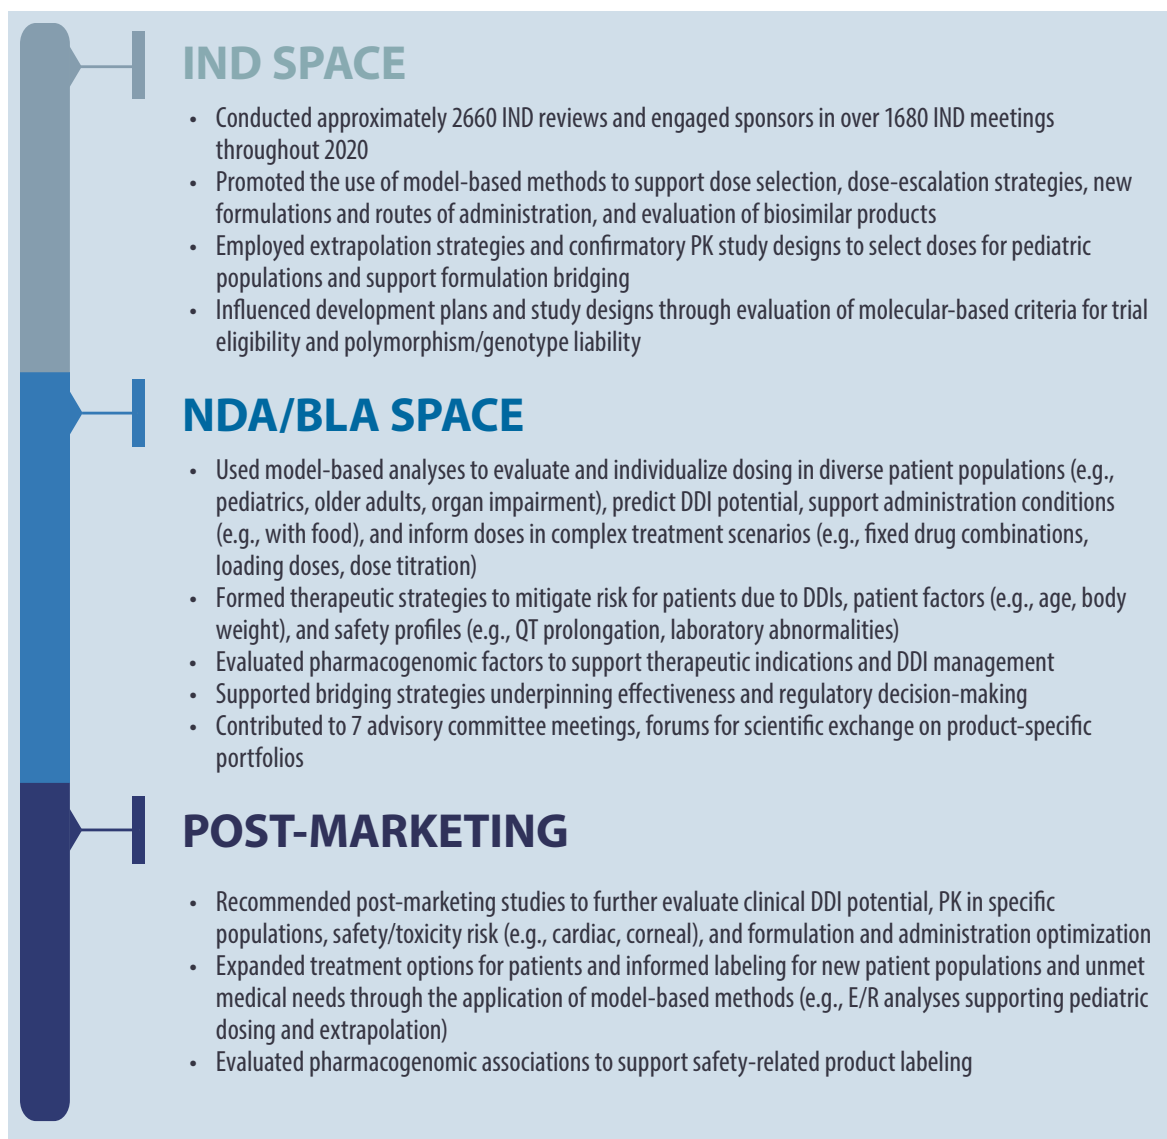 IND SPACE
• Conducted approximately 2660 IND reviews and engaged sponsors in over 1680 IND meetings
throughout 2020
• Promoted the use of model-based methods to support dose selection, dose-escalation strategies, new
formulations and routes of administration, and evaluation of biosimilar products
• Employed extrapolation strategies and confirmatory PK study designs to select doses for pediatric
populations and support formulation bridging
• Influenced development plans and study designs through evaluation of molecular-based criteria for trial
eligibility and polymorphism/genotype liability
NDA/BLA SPACE
• Used model-based analyses to evaluate and individualize dosing in diverse patient populations (e.g.,
pediatrics, older adults, organ impairment), predict DDI potential, support administration conditions
(e.g., with food), and inform doses in complex treatment scenarios (e.g., fixed drug combinations,
loading doses, dose titration)
• Formed therapeutic strategies to mitigate risk for patients due to DDIs, patient factors (e.g., age, body
weight), and safety profiles (e.g., QT prolongation, laboratory abnormalities)
• Evaluated pharmacogenomic factors to support therapeutic indications and DDI management
• Supported bridging strategies underpinning effectiveness and regulatory decision-making
• Contributed to 7 advisory committee meetings, forums for scientific exchange on product-specific
portfolios
POST-MARKETING
• Recommended post-marketing studies to further evaluate clinical DDI potential, PK in specific
populations, safety/toxicity risk (e.g., cardiac, corneal), and formulation and administration optimization
• Expanded treatment options for patients and informed labeling for new patient populations and unmet
medical needs through the application of model-based methods (e.g., E/R analyses supporting pediatric
dosing and extrapolation)
• Evaluated pharmacogenomic associations to support safety-related product labeling